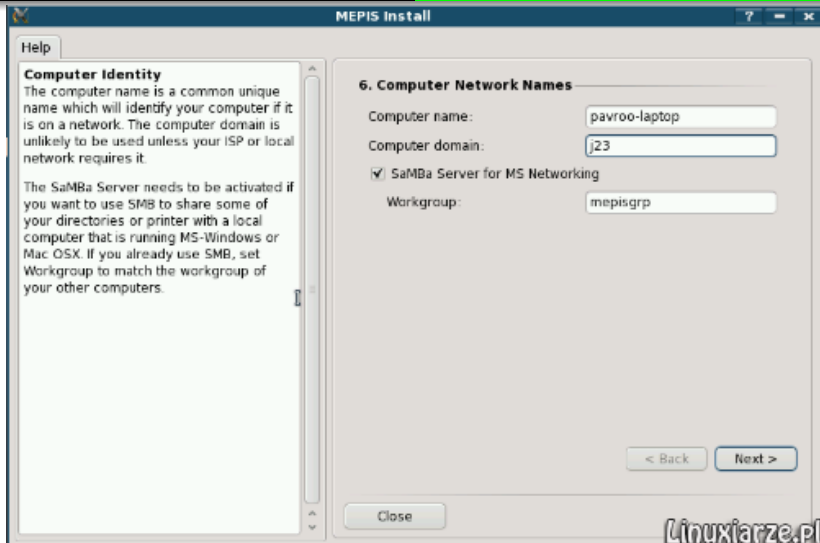 MEPIS Install
Help
Computer Identity
The computer name is a common unique
name which will identify your computer if it
is on a network. The computer domain is
unlikely to be used unless your ISP or local
network requires it.
The SaMBa Server needs to be activated if
you want to use SMB to share some of
your directories or printer with a local
computer that is running MS-Windows or
Mac OSX. If you already use SMB, set
Workgroup to match the workgroup of
your other computers.
6. Computer Network Names
Computer name: pavroo-laptop
Computer domain: j23
SaMBa Server for MS Networking
Workgroup: mepisgrp
< Back Next >
Close
Linuxiarze.pl